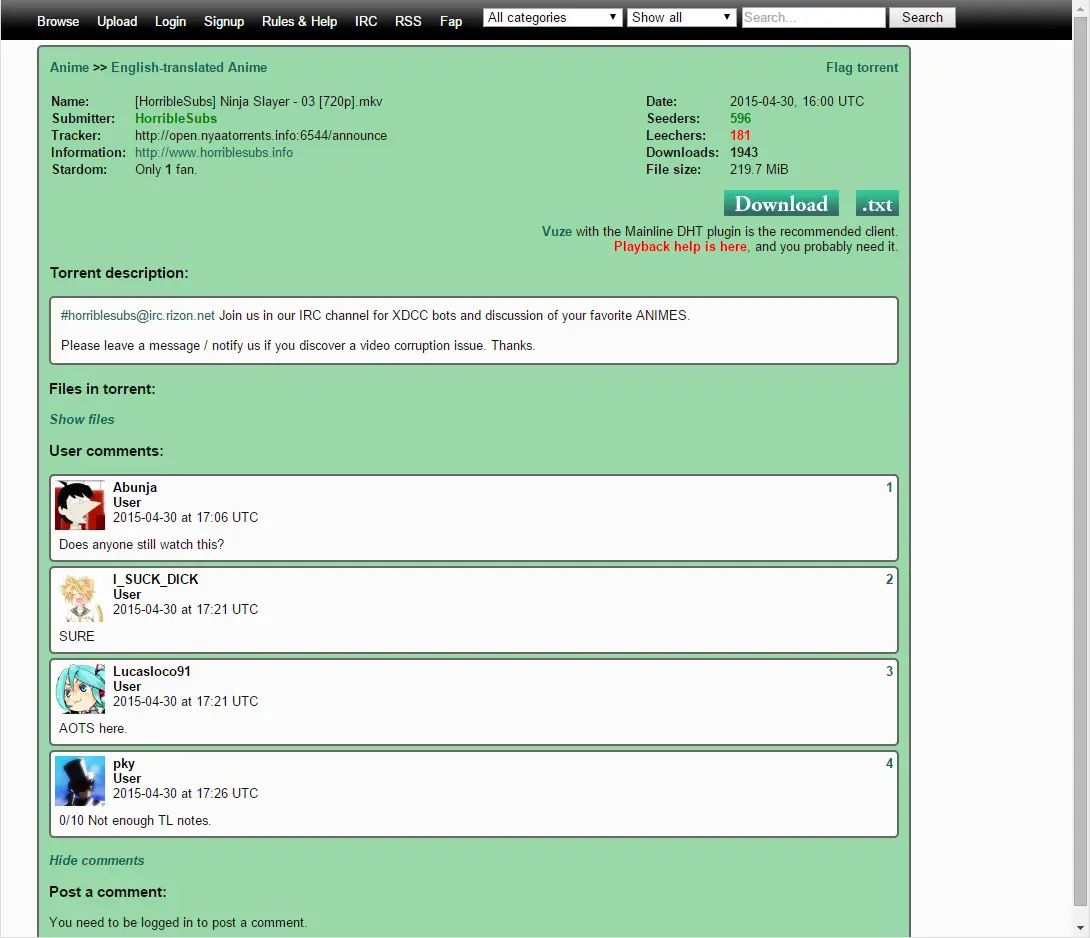 Browse Upload Login Signup Rules & Help IRC RSS Fap All categories Show all Search... Search
Anime >> English-translated Anime Flag torrent
Name: [HorribleSubs] Ninja Slayer - 03 [720p].mkv Date: 2015-04-30, 16:00 UTC
Submitter: HorribleSubs Seeders: 596
Tracker: http://open.nyaatorrents.info:6544/announce Leechers: 181
Information: http://www.horriblesubs.info Downloads: 1943
Stardom: Only 1 fan. File size: 219.7 MiB
Download .txt
Vuze with the Mainline DHT plugin is the recommended client.
Playback help is here, and you probably need it.
Torrent description:
#horriblesubs@irc.rizon.net Join us in our IRC channel for XDCC bots and discussion of your favorite ANIMES.
Please leave a message / notify us if you discover a video corruption issue. Thanks.
Files in torrent:
Show files
User comments:
Abunja 1
User
2015-04-30 at 17:06 UTC
Does anyone still watch this?
I_SUCK_DICK 2
User
2015-04-30 at 17:21 UTC
SURE
Lucasloco91 3
User
2015-04-30 at 17:21 UTC
AOTS here.
pky 4
User
2015-04-30 at 17:26 UTC
0/10 Not enough TL notes.
Hide comments
Post a comment:
You need to be logged in to post a comment.